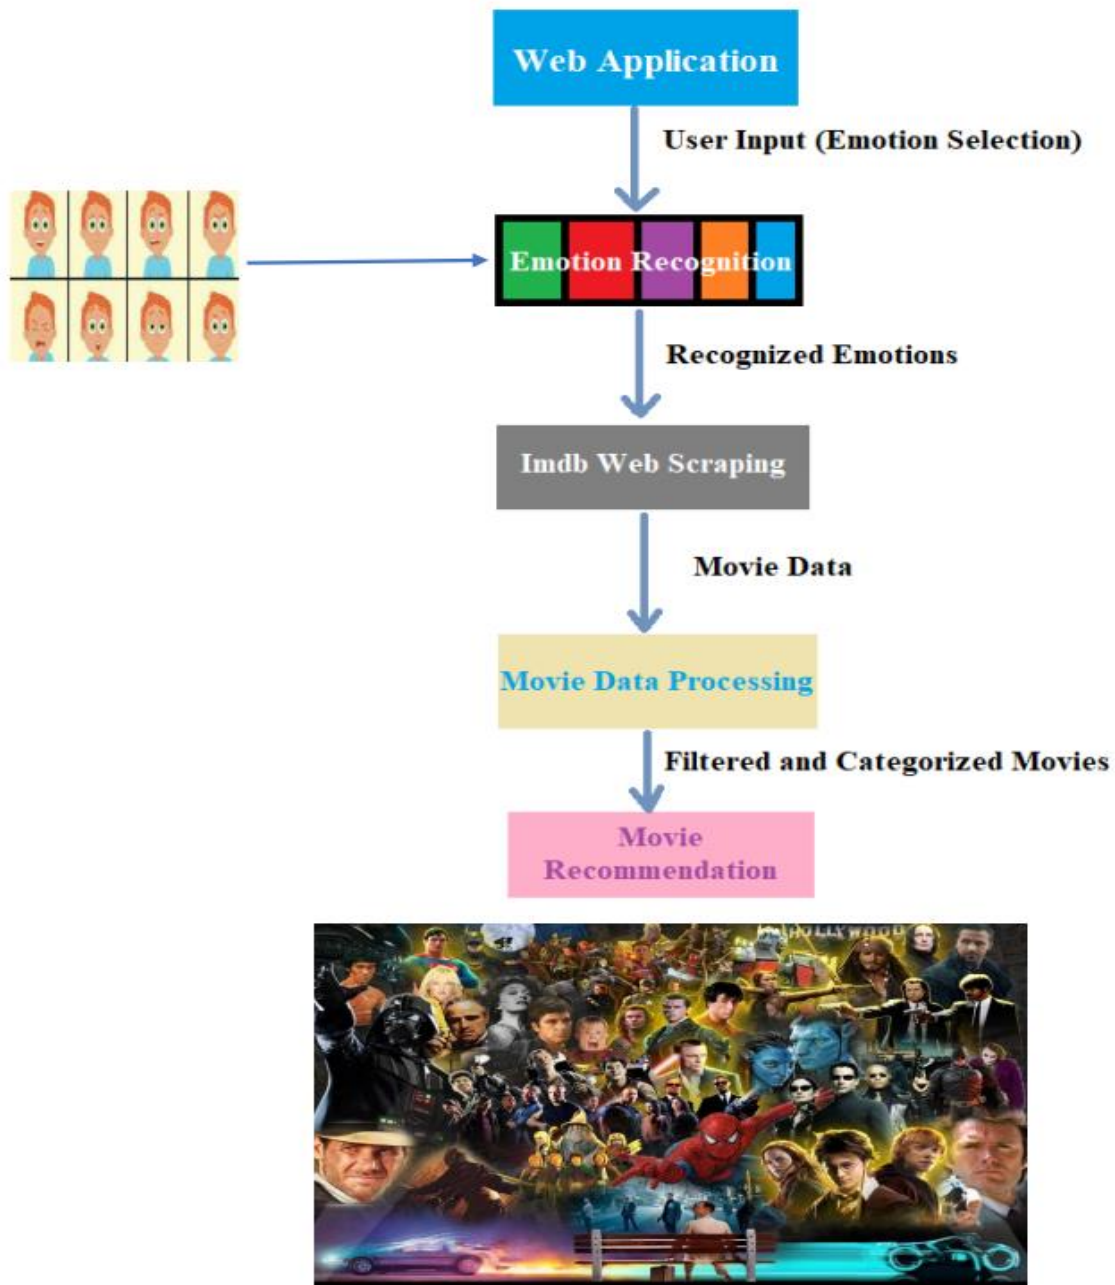 Web Application
User Input (Emotion Selection)
Emotion Recognition
Recognized Emotions
Imdb Web Scraping
Movie Data
Movie Data Processing
Filtered and Categorized Movies
Movie
Recommendation
HOLLYWOOD